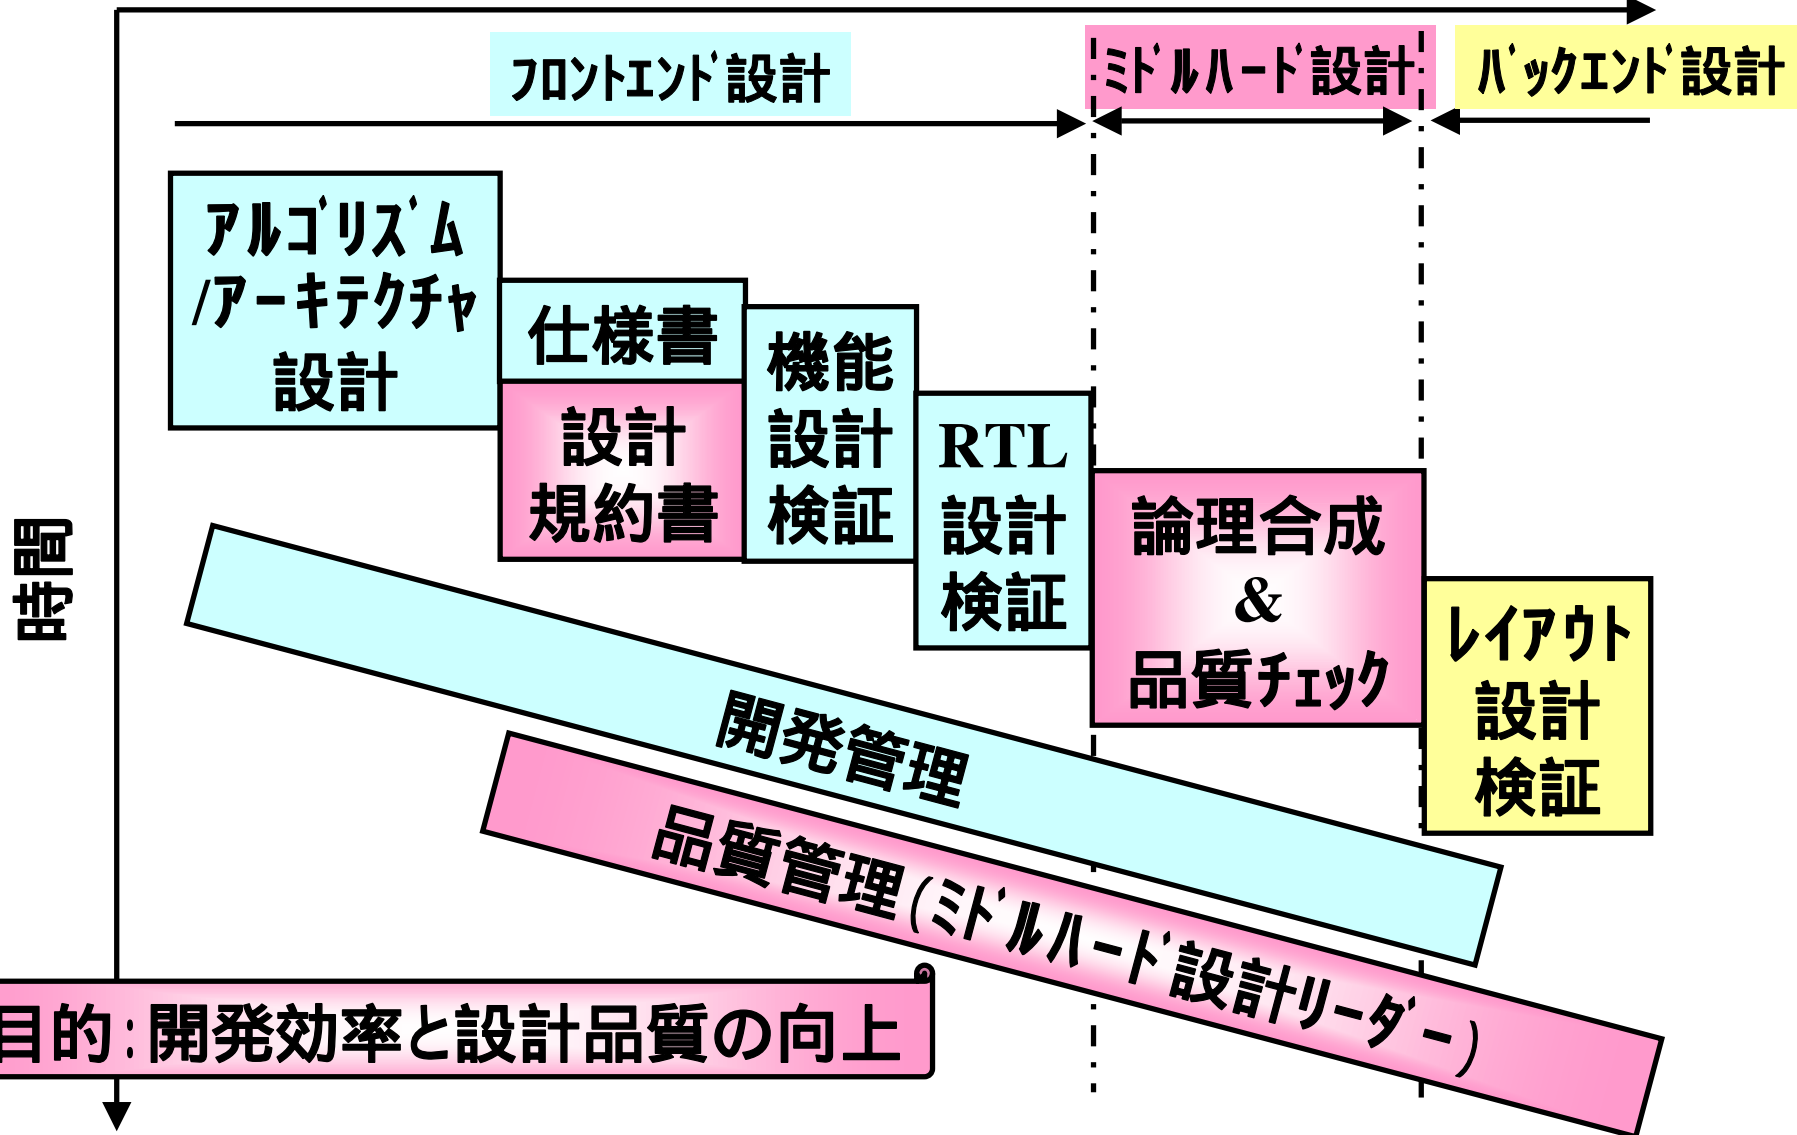 ﾌﾛﾝﾄｴﾝﾄﾞ設計
ﾐﾄﾞﾙﾊｰﾄﾞ設計
ﾊﾞｯｸｴﾝﾄﾞ設計
ｱﾙｺﾞﾘｽﾞﾑ
/ｱｰｷﾃｸﾁｬ
設計
仕様書
設計
規約書
機能
設計
検証
RTL
設計
検証
論理合成
&
品質ﾁｪｯｸ
ﾚｲｱｳﾄ
設計
検証
時間
開発管理
品質管理(ﾐﾄﾞﾙﾊｰﾄﾞ設計ﾘｰﾀﾞｰ)
目的:開発効率と設計品質の向上